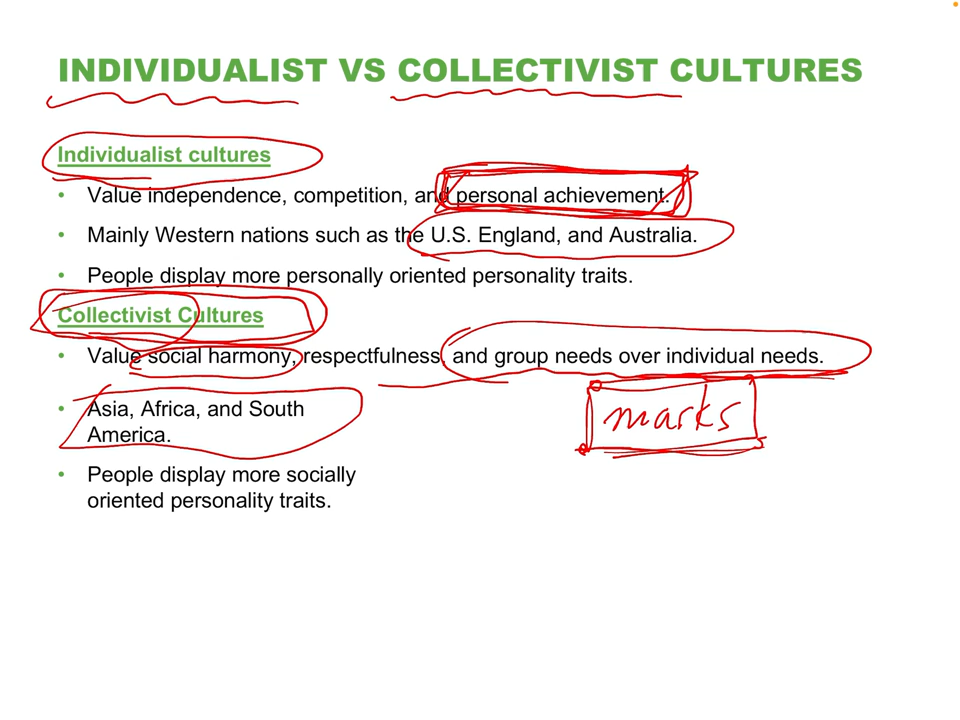 INDIVIDUALIST VS COLLECTIVIST CULTURES
Individualist cultures
• Value independence, competition, and personal achievement.
• Mainly Western nations such as the U.S. England, and Australia.
• People display more personally oriented personality traits.
Collectivist Cultures
• Value social harmony, respectfulness, and group needs over individual needs.
• Asia, Africa, and South
America.
marks
• People display more socially
oriented personality traits.